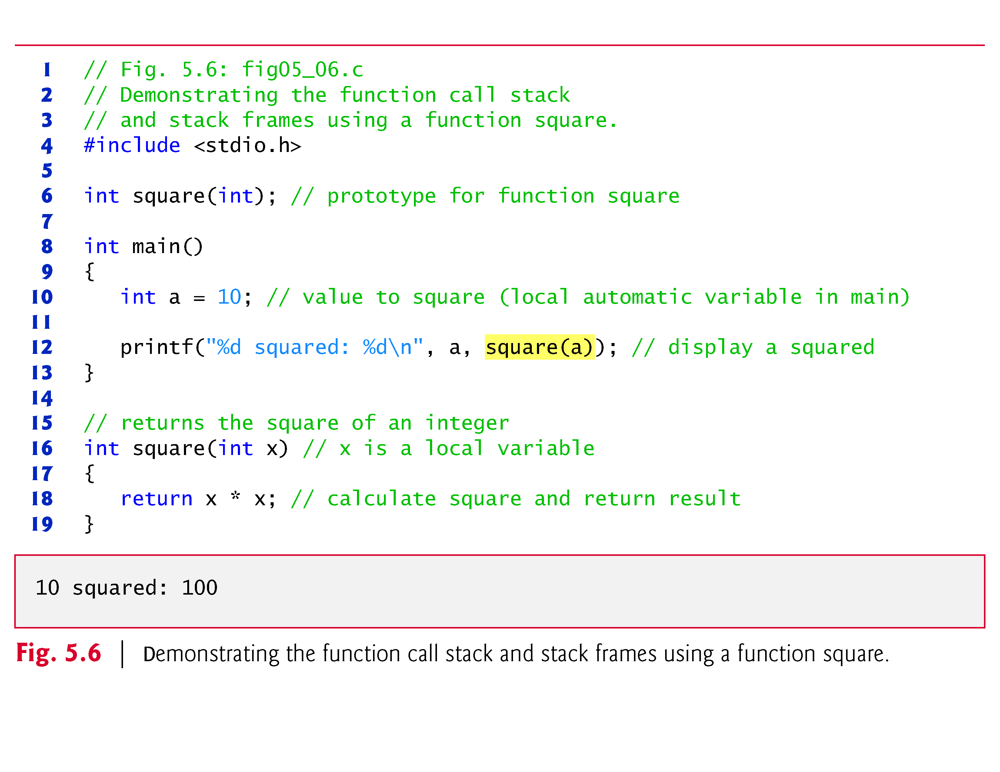 1 // Fig. 5.6: fig05_06.c
2 // Demonstrating the function call stack
3 // and stack frames using a function square.
4 #include <stdio.h>
5
6 int square(int); // prototype for function square
7
8 int main()
9 {
10    int a = 10; // value to square (local automatic variable in main)
11
12    printf("%d squared: %d\n", a, square(a)); // display a squared
13 }
14
15 // returns the square of an integer
16 int square(int x) // x is a local variable
17 {
18    return x * x; // calculate square and return result
19 }
10 squared: 100
Fig. 5.6 | Demonstrating the function call stack and stack frames using a function square.